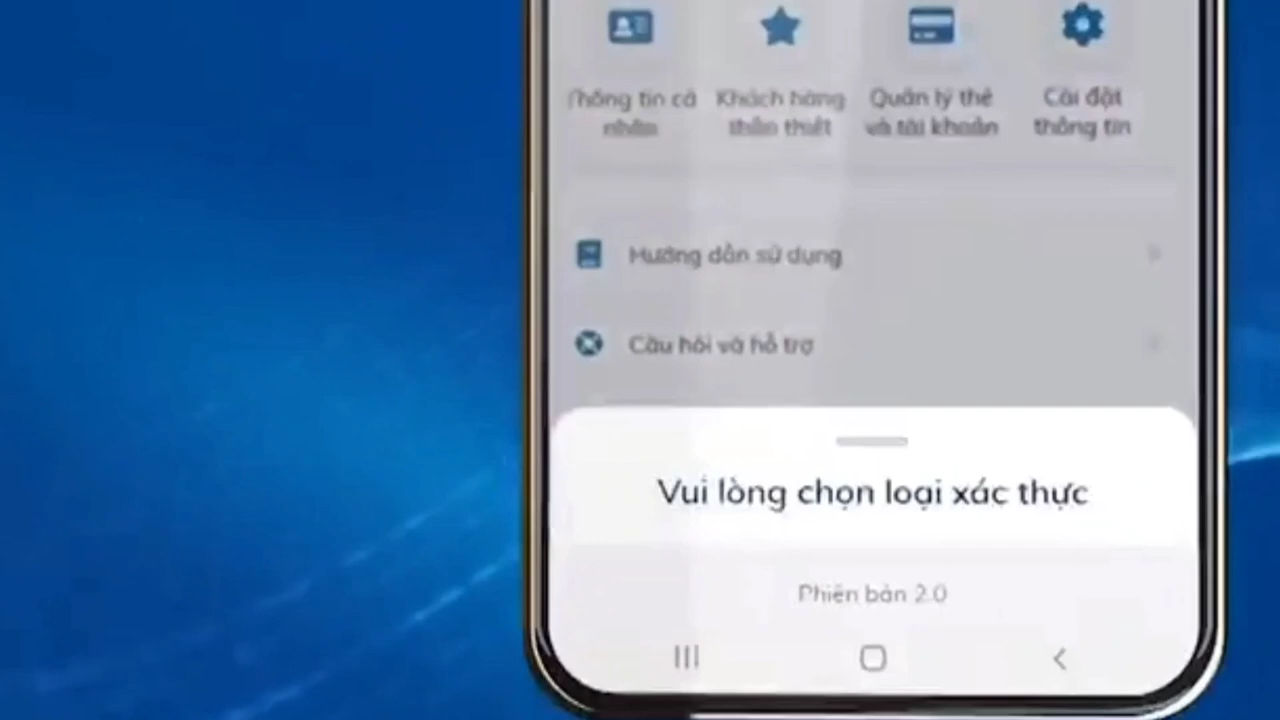 Thông tin cá Khách hàng Quản lý thẻ Cài đặt
nhân thân thiết và tài khoản thông tin
Hướng dẫn sử dụng
Câu hỏi và hỗ trợ
Vui lòng chọn loại xác thực
Phiên bản 2.0